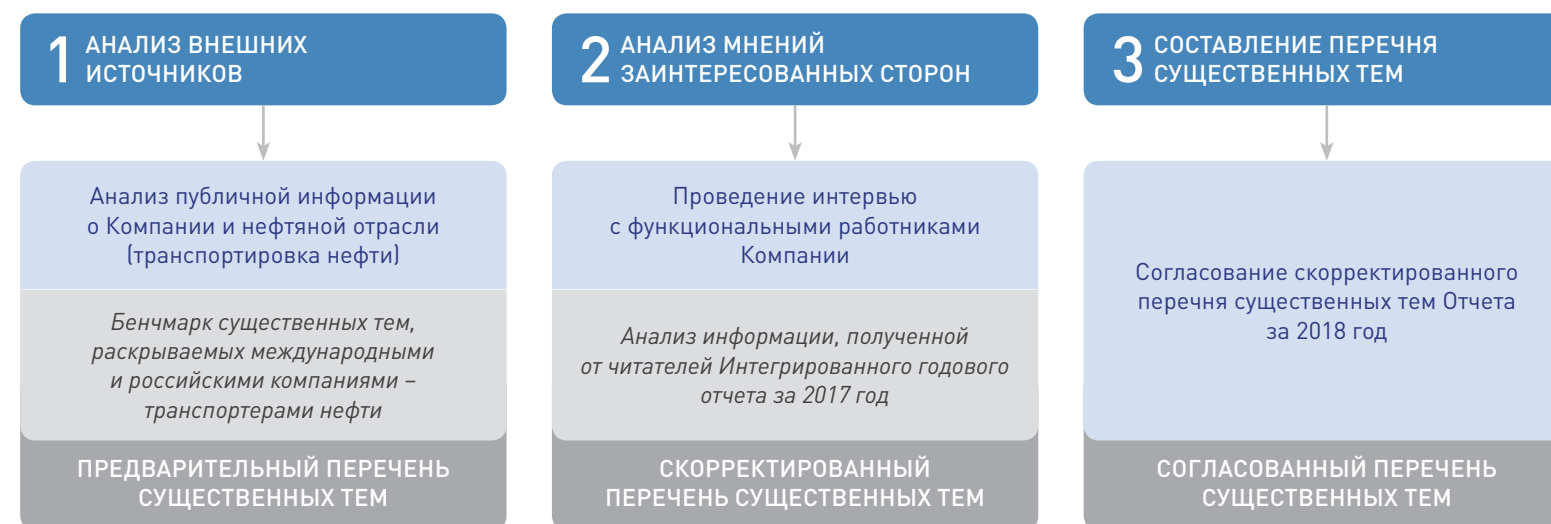 1 АНАЛИЗ ВНЕШНИХ
ИСТОЧНИКОВ
Анализ публичной информации
о Компании и нефтяной отрасли
(транспортировка нефти)
Бенчмарк существенных тем,
раскрываемых международными
и российскими компаниями –
транспортерами нефти
ПРЕДВАРИТЕЛЬНЫЙ ПЕРЕЧЕНЬ
СУЩЕСТВЕННЫХ ТЕМ
2 АНАЛИЗ МНЕНИЙ
ЗАИНТЕРЕСОВАННЫХ СТОРОН
Проведение интервью
с функциональными работниками
Компании
Анализ информации, полученной
от читателей Интегрированного годового
отчета за 2017 год
СКОРРЕКТИРОВАННЫЙ
ПЕРЕЧЕНЬ СУЩЕСТВЕННЫХ ТЕМ
3 СОСТАВЛЕНИЕ ПЕРЕЧНЯ
СУЩЕСТВЕННЫХ ТЕМ
Согласование скорректированного
перечня существенных тем Отчета
за 2018 год
СОГЛАСОВАННЫЙ ПЕРЕЧЕНЬ
СУЩЕСТВЕННЫХ ТЕМ